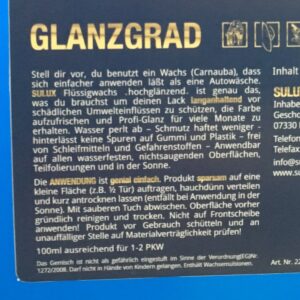 GLANZGRAD
Stell dir vor, du benutzt ein Wachs (Carnauba), dass
sich einfacher anwenden läßt als eine Autowäsche.
SULUX Flüssigwachs .hochglänzend. ist genau das,
was du brauchst um deinen Lack langanhaltend vor
schädlichen Umwelteinflüssen zu schützen, die Farbe
aufzufrischen und Profi-Glanz für viele Monate zu
erhalten. Wasser perlt ab - Schmutz haftet weniger -
hinterlässt keine Spuren auf Gummi und Plastik – frei
von Schleifmitteln und Gefahrstoffen – Anwendbar
auf allen wasserfesten, nichtsaugenden Oberflächen,
Teilfolierungen und in der Sonne.
Die ANWENDUNG ist genial einfach. Produkt sparsam auf eine
kleine Fläche (z.B. ½ Tür) auftragen, hauchdünn verteilen
und kurz antrocknen lassen (entfällt bei Anwendung in der
Sonne). Mit sauberen Tuch abwischen. Oberfläche vorher
gründlich reinigen und trocknen. Nicht auf Frontscheibe
anwenden! Produkt vor Gebrauch schütteln und an
unauffälliger Stelle auf Materialverträglichkeit prüfen!
100ml ausreichend für 1-2 PKW
Das Gemisch ist nicht als gefährlich eingestuft im Sinne der Verordnung(EG)Nr.
1272/2008. Darf nicht in Hände von Kindern gelangen. Enthält Wachsemulsionen.
Inhalt
SULU
Inhabe
Gescho
07330
Telefo
Telefax
info@
www.su
Art. Nr. 22